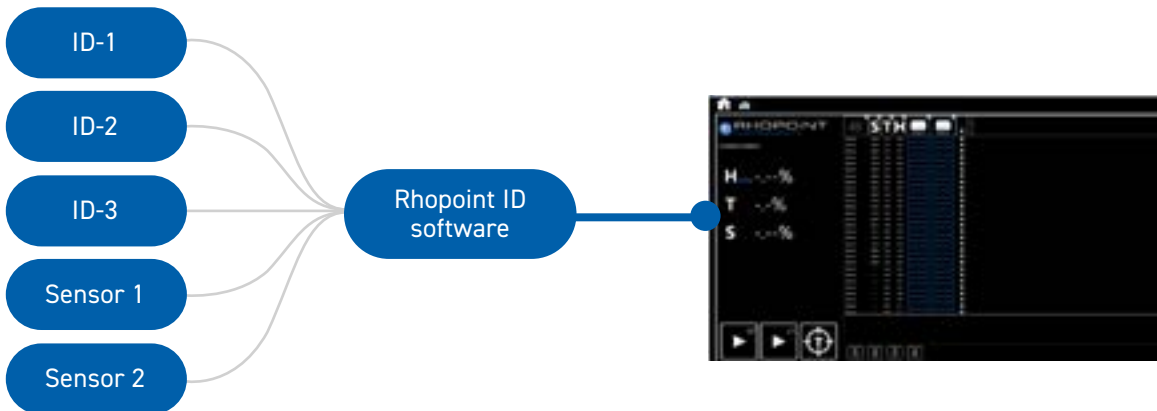 ID-1
ID-2
ID-3
Sensor 1
Sensor 2
Rhopoint ID
software
RHOPOINT
S T H
H -.--%
T -.-%
S -.--%
T